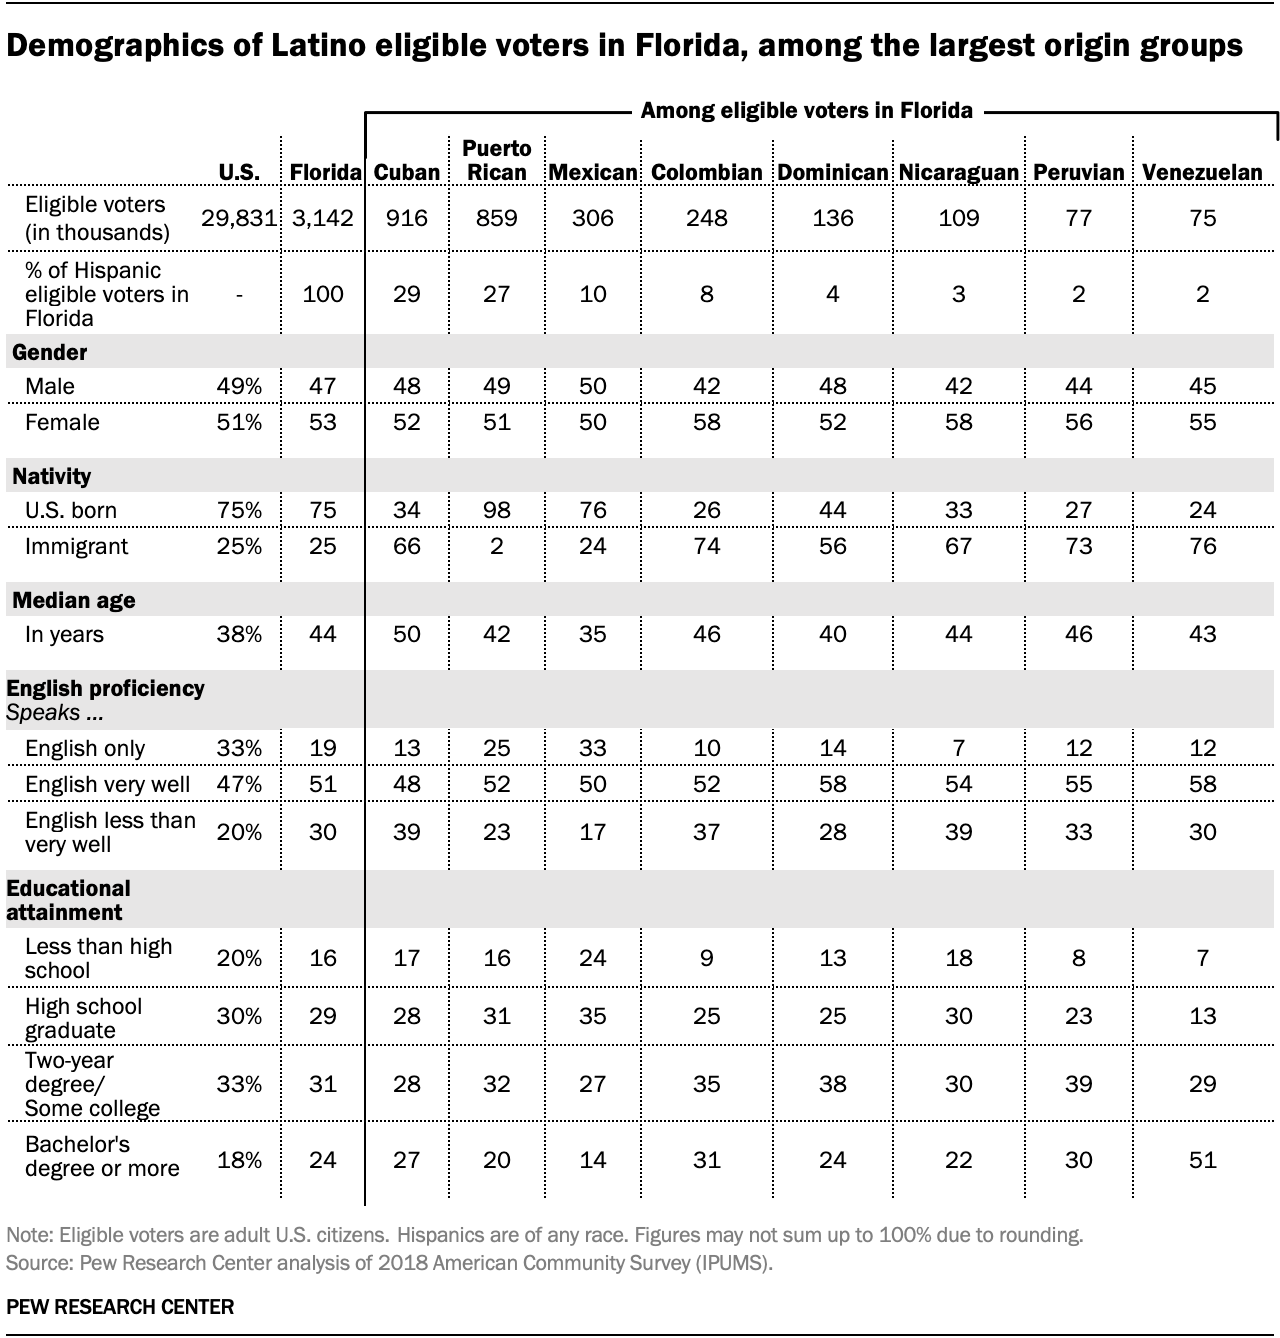 Demographics of Latino eligible voters in Florida, among the largest origin groups
Among eligible voters in Florida
U.S. Florida Cuban Puerto Rican Mexican Colombian Dominican Nicaraguan Peruvian Venezuelan
Eligible voters
(in thousands) 29,831 3,142 916 859 306 248 136 109 77 75
% of Hispanic
eligible voters in - 100 29 27 10 8 4 3 2 2
Florida
Gender
Male 49% 47 48 49 50 42 48 42 44 45
Female 51% 53 52 51 50 58 52 58 56 55
Nativity
U.S. born 75% 75 34 98 76 26 44 33 27 24
Immigrant 25% 25 66 2 24 74 56 67 73 76
Median age
In years 38% 44 50 42 35 46 40 44 46 43
English proficiency
Speaks ...
English only 33% 19 13 25 33 10 14 7 12 12
English very well 47% 51 48 52 50 52 58 54 55 58
English less than
very well 20% 30 39 23 17 37 28 39 33 30
Educational
attainment
Less than high
school 20% 16 17 16 24 9 13 18 8 7
High school
graduate 30% 29 28 31 35 25 25 30 23 13
Two-year
degree/ 33% 31 28 32 27 35 38 30 39 29
Some college
Bachelor's
degree or more 18% 24 27 20 14 31 24 22 30 51
Note: Eligible voters are adult U.S. citizens. Hispanics are of any race. Figures may not sum up to 100% due to rounding.
Source: Pew Research Center analysis of 2018 American Community Survey (IPUMS).
PEW RESEARCH CENTER